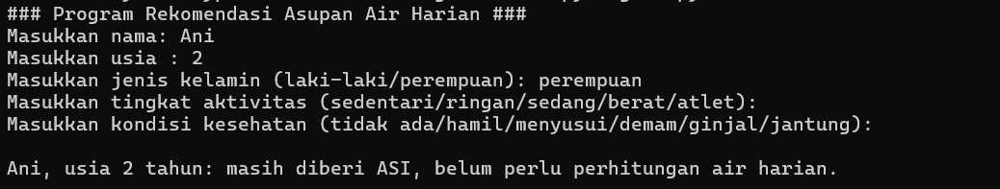 ### Program Rekomendasi Asupan Air Harian ###
Masukkan nama: Ani
Masukkan usia : 2
Masukkan jenis kelamin (laki-laki/perempuan): perempuan
Masukkan tingkat aktivitas (sedentari/ringan/sedang/berat/atlet):
Masukkan kondisi kesehatan (tidak ada/hamil/menyusui/demam/ginjal/jantung):
Ani, usia 2 tahun: masih diberi ASI, belum perlu perhitungan air harian.